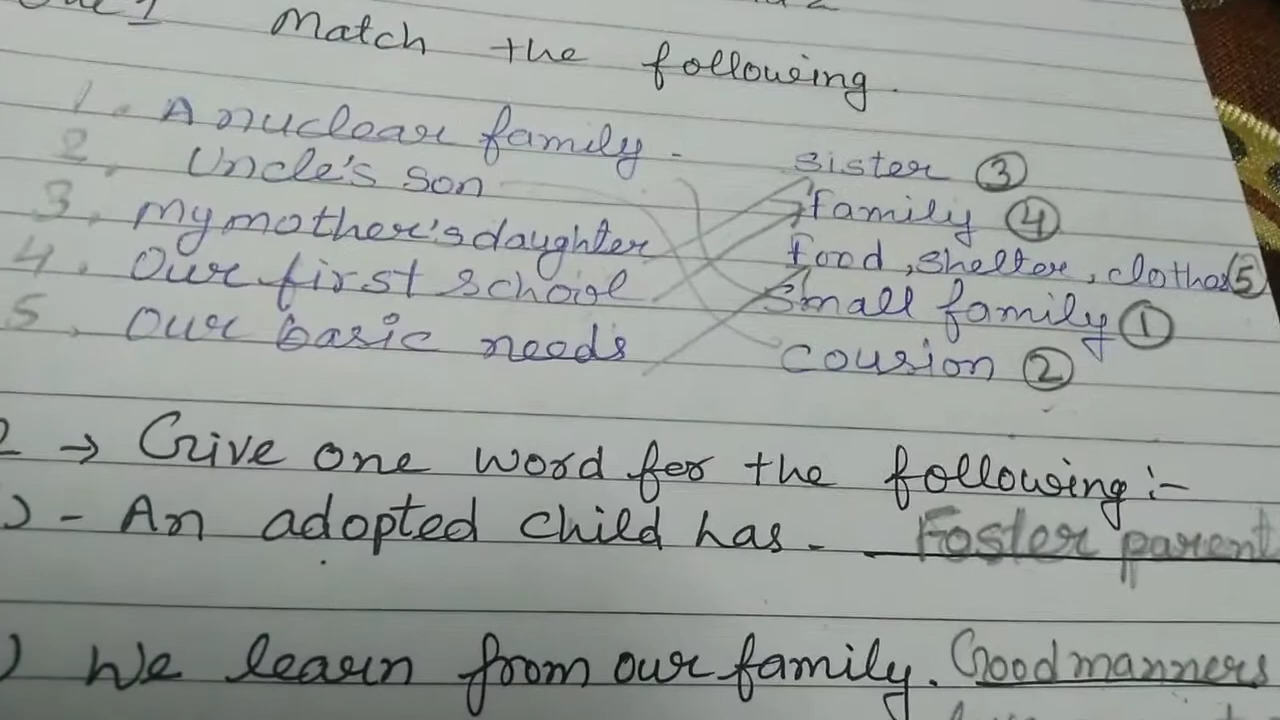 Match the following.
1. A nuclear family - sister ③
2. Uncle's son family ④
3. My mother's daughter food, shelter, clothes ⑤
4. Our first school small family ①
5. Our basic needs cousion ②
→ Give one word for the following:-
- An adopted child has - Foster parent
) We learn from our family. Good manners